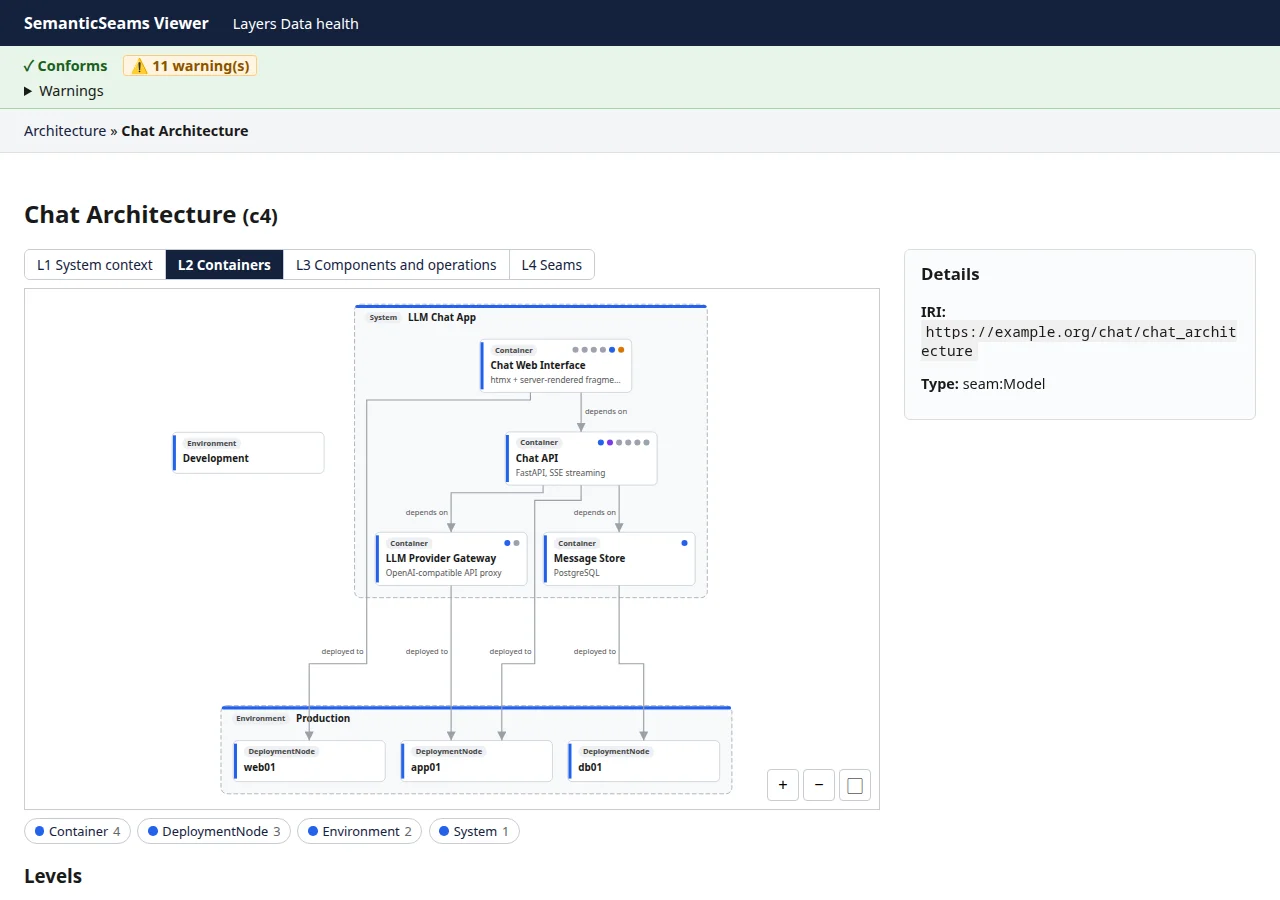 SemanticSeams Viewer Layers Data health
✓ Conforms ⚠ 11 warning(s)
▶ Warnings
Architecture » Chat Architecture
Chat Architecture (c4)
L1 System context L2 Containers L3 Components and operations L4 Seams
System LLM Chat App
Container
Chat Web Interface
htmx + server-rendered fragme...
depends on
Environment
Development
Container
Chat API
FastAPI, SSE streaming
depends on depends on
Container
LLM Provider Gateway
OpenAI-compatible API proxy
Container
Message Store
PostgreSQL
deployed to deployed to deployed to deployed to
Environment Production
DeploymentNode
web01
DeploymentNode
app01
DeploymentNode
db01
+ −
Container 4 DeploymentNode 3 Environment 2 System 1
Levels
Details
IRI:
https://example.org/chat/chat_archit
ecture
Type: seam:Model